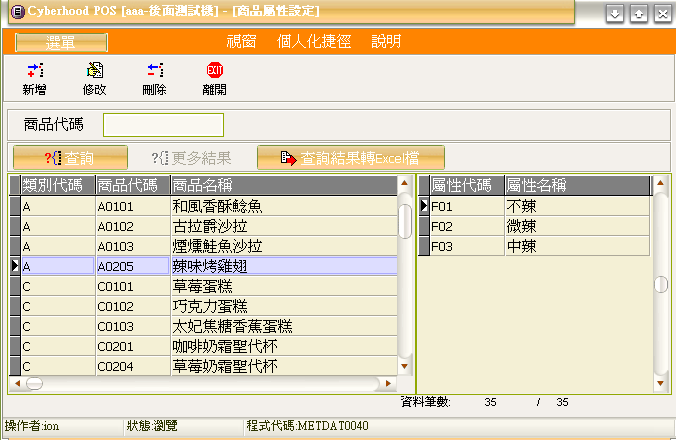 Cyberhood POS [aaa-後面測試樣] - [商品屬性設定]
選單 視窗 個人化捷徑 說明
新增 修改 刪除 離開
商品代碼
查詢 更多結果 查詢結果轉Excel檔
類別代碼 商品代碼 商品名稱 屬性代碼 屬性名稱
A A0101 和風香酥鯰魚 F01 不辣
A A0102 古拉爵沙拉 F02 微辣
A A0103 煙燻鮭魚沙拉 F03 中辣
A A0205 辣味烤雞翅
C C0101 草莓蛋糕
C C0102 巧克力蛋糕
C C0103 太妃焦糖香蕉蛋糕
C C0201 咖啡奶霜聖代杯
C C0204 草莓奶霜聖代杯
資料筆數: 35 / 35
操作者:ion 狀態:瀏覽 程式代碼:METDAT0040